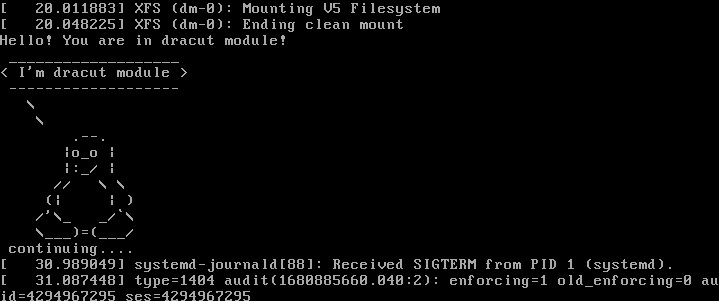 [   20.011883] XFS (dm-0): Mounting V5 Filesystem
[   20.048225] XFS (dm-0): Ending clean mount
Hello! You are in dracut module!
 ___________________
< I'm dracut module >
 -------------------
   \
    \
        .--.
       |o_o |
       |:_/ |
      //   \ \
     (|     | )
    /'\_   _/`\
    \___)=(___/
 continuing....
[   30.989049] systemd-journald[88]: Received SIGTERM from PID 1 (systemd).
[   31.087448] type=1404 audit(1680885660.040:2): enforcing=1 old_enforcing=0 au
id=4294967295 ses=4294967295